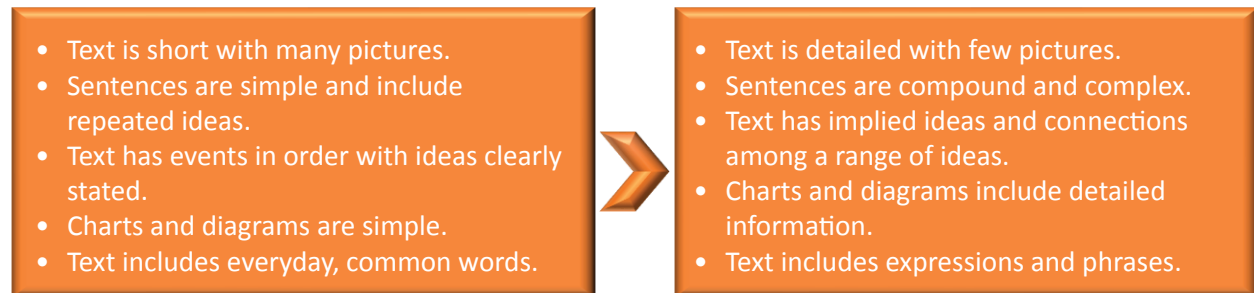 • Text is short with many pictures.
• Sentences are simple and include
repeated ideas.
• Text has events in order with ideas clearly
stated.
• Charts and diagrams are simple.
• Text includes everyday, common words.
• Text is detailed with few pictures.
• Sentences are compound and complex.
• Text has implied ideas and connections
among a range of ideas.
• Charts and diagrams include detailed
information.
• Text includes expressions and phrases.